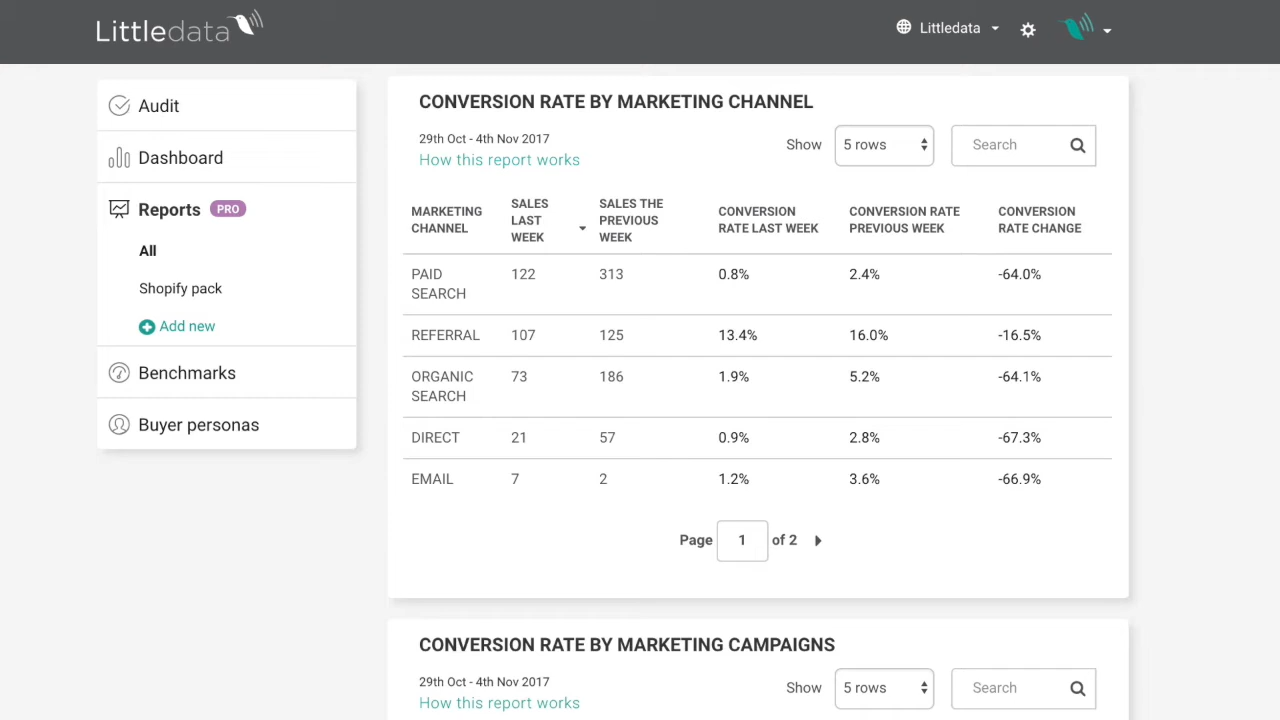 Littledata
Littledata
Audit
Dashboard
Reports PRO
All
Shopify pack
Add new
Benchmarks
Buyer personas
CONVERSION RATE BY MARKETING CHANNEL
29th Oct - 4th Nov 2017
How this report works
Show 5 rows Search
MARKETING CHANNEL SALES LAST WEEK SALES THE PREVIOUS WEEK CONVERSION RATE LAST WEEK CONVERSION RATE PREVIOUS WEEK CONVERSION RATE CHANGE
PAID SEARCH 122 313 0.8% 2.4% -64.0%
REFERRAL 107 125 13.4% 16.0% -16.5%
ORGANIC SEARCH 73 186 1.9% 5.2% -64.1%
DIRECT 21 57 0.9% 2.8% -67.3%
EMAIL 7 2 1.2% 3.6% -66.9%
Page 1 of 2
CONVERSION RATE BY MARKETING CAMPAIGNS
29th Oct - 4th Nov 2017
How this report works
Show 5 rows Search